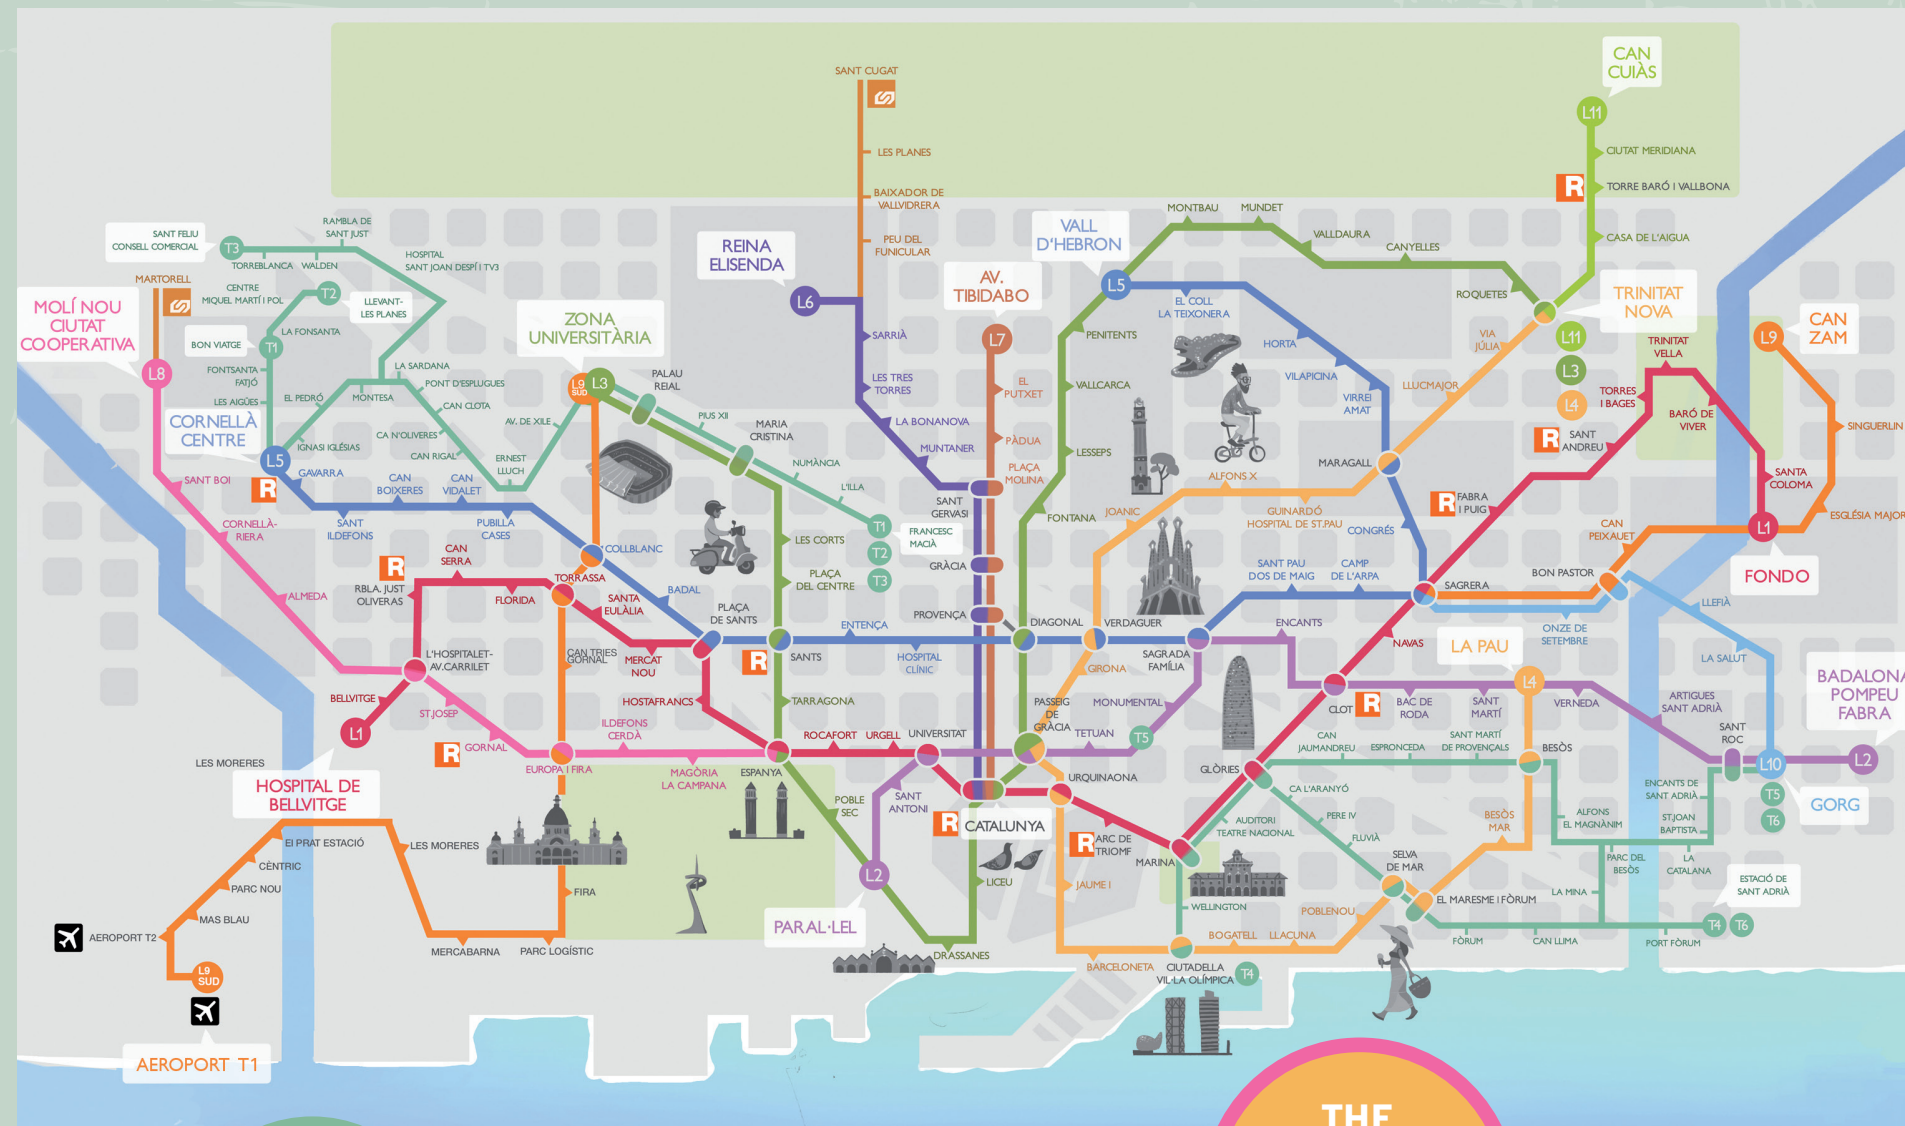 SANT CUGAT
LES PLANES
BAIXADOR DE
VALLVIDRERA
PEU DEL
FUNICULAR
CAN
CUIÀS
L11
CIUTAT MERIDIANA
R
TORRE BARÓ I VALLBONA
CASA DE L'AIGUA
SANT FELIU
CONSELL COMERCIAL
T3
RAMBLA DE
SANT JUST
TORREBLANCA
WALDEN
HOSPITAL
SANT JOAN DESPÍ I TV3
CENTRE
MIQUEL MARTÍ I POL
T2
LLEVANT-
LES PLANES
LA FONSANTA
BON VIATGE
T1
FONTSANTA
FATJÓ
LES AIGÜES
EL PEDRÓ
MONTESA
LA SARDANA
PONT D'ESPLUGUES
CAN CLOTA
CA N'OLIVERES
CAN RIGAL
IGNASI IGLÉSIAS
AV. DE XILE
ERNEST
LLUCH
MARTORELL
MOLÍ NOU
CIUTAT
COOPERATIVA
L8
CORNELLÀ
CENTRE
L5
R
GAVARRA
SANT
ILDEFONS
CAN
BOIXERES
CAN
VIDALET
PUBILLA
CASES
COLLBLANC
BADAL
ZONA
UNIVERSITÀRIA
L9
SUD
L3
PALAU
REIAL
PIUS XII
MARIA
CRISTINA
NUMÀNCIA
L'ILLA
T1
T2
T3
FRANCESC
MACIÀ
LES CORTS
PLAÇA
DEL CENTRE
REINA
ELISENDA
L6
SARRIÀ
LES TRES
TORRES
LA BONANOVA
MUNTANER
SANT
GERVASI
GRÀCIA
PROVENÇA
AV.
TIBIDABO
L7
EL
PUTXET
PÀDUA
PLAÇA
MOLINA
VALL
D'HEBRON
L5
MONTBAU
MUNDET
VALLDAURA
CANYELLES
ROQUETES
PENITENTS
VALLCARCA
LESSEPS
FONTANA
EL COLL
LA TEIXONERA
HORTA
VILAPICINA
VIRREI
AMAT
MARAGALL
CONGRÉS
TRINITAT
NOVA
L11
L3
L4
VIA
JÚLIA
LLUCMAJOR
ALFONS X
GUINARDÓ
HOSPITAL DE ST.PAU
JOANIC
TRINITAT
VELLA
TORRES
I BAGES
R
SANT
ANDREU
BARÓ DE
VIVER
R
FABRA
I PUIG
SANTA
COLOMA
L1
FONDO
CAN
ZAM
L9
SINGUERLIN
ESGLÉSIA MAJOR
CAN
PEIXAUET
BON PASTOR
SAGRERA
ONZE DE
SETEMBRE
LLEFIÀ
LA SALUT
SANT BOI
CORNELLÀ-
RIERA
ALMEDA
R
RBLA. JUST
OLIVERAS
CAN
SERRA
FLORIDA
TORRASSA
SANTA
EULÀLIA
CAN TRIES
GORNAL
MERCAT
NOU
HOSTAFRANCS
PLAÇA
DE SANTS
R
SANTS
ENTENÇA
HOSPITAL
CLÍNIC
DIAGONAL
VERDAGUER
SAGRADA
FAMÍLIA
SANT PAU
DOS DE MAIG
CAMP
DE L'ARPA
ENCANTS
NAVAS
L'HOSPITALET-
AV.CARRILET
BELLVITGE
L1
HOSPITAL DE
BELLVITGE
ST.JOSEP
R
GORNAL
ILDEFONS
CERDÀ
EUROPA I FIRA
MAGÒRIA
LA CAMPANA
ESPANYA
TARRAGONA
ROCAFORT
URGELL
UNIVERSITAT
SANT
ANTONI
POBLE
SEC
L2
PARAL·LEL
DRASSANES
LICEU
R
CATALUNYA
PASSEIG
DE
GRÀCIA
GIRONA
TETUAN
MONUMENTAL
T5
URQUINAONA
R
ARC DE
TRIOMF
MARINA
GLÒRIES
CLOT
R
BAC DE
RODA
SANT
MARTÍ
LA PAU
L4
VERNEDA
ARTIGUES
SANT ADRIÀ
SANT
ROC
BADALONA
POMPEU
FABRA
L2
L10
GORG
T5
T6
CAN
JAUMANDREU
ESPRONCEDA
SANT MARTÍ
DE PROVENÇALS
BESÒS
CA L'ARANYÓ
PERE IV
FLUVIÀ
AUDITORI
TEATRE NACIONAL
BESÒS
MAR
SELVA
DE MAR
EL MARESME I FÒRUM
ALFONS
EL MAGNÀNIM
ENCANTS DE
SANT ADRIÀ
ST.JOAN
BAPTISTA
PARC DEL
BESÒS
LA
CATALANA
LA MINA
ESTACIÓ DE
SANT ADRIÀ
T4
T6
FÒRUM
CAN LLIMA
PORT FÒRUM
WELLINGTON
JAUME I
BARCELONETA
CIUTADELLA
VIL·LA OLÍMPICA
T4
BOGATELL
LLACUNA
POBLENOU
LES MORERES
El PRAT ESTACIÓ
LES MORERES
CÈNTRIC
PARC NOU
MAS BLAU
AEROPORT T2
L9
SUD
AEROPORT T1
MERCABARNA
PARC LOGÍSTIC
FIRA
THE